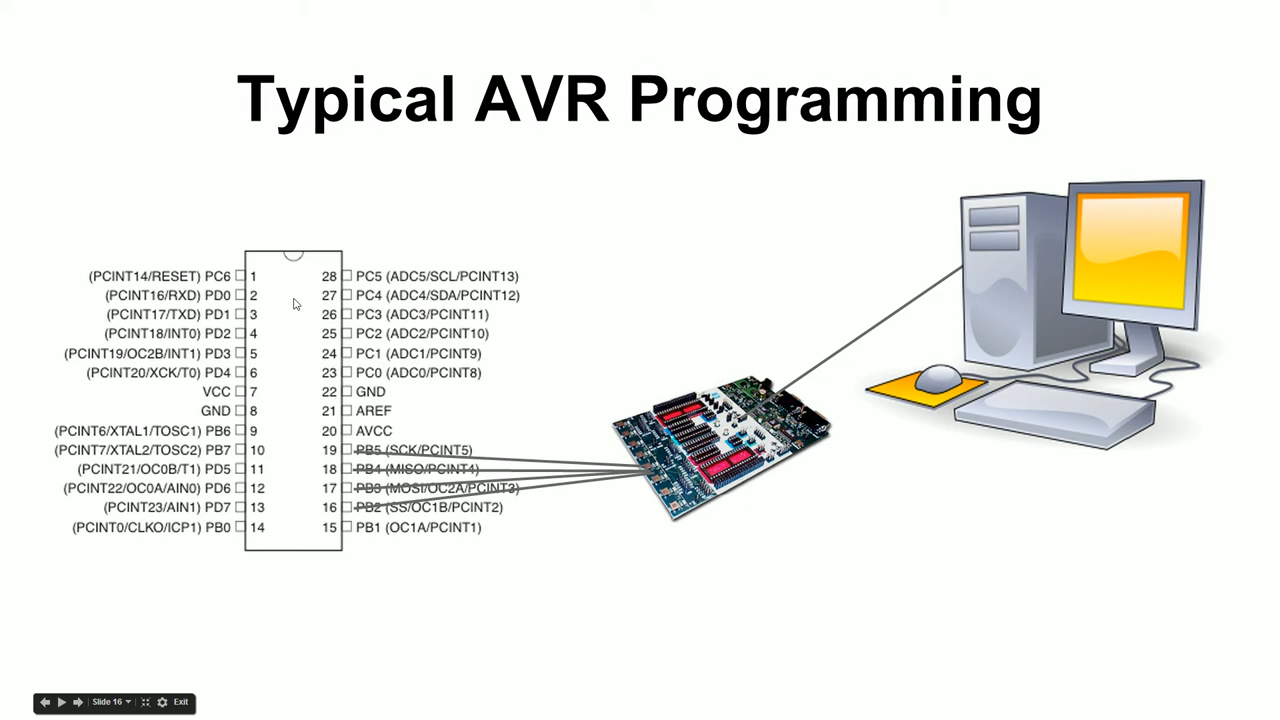 Typical AVR Programming
(PCINT14/RESET) PC6 1 28 PC5 (ADC5/SCL/PCINT13)
(PCINT16/RXD) PD0 2 27 PC4 (ADC4/SDA/PCINT12)
(PCINT17/TXD) PD1 3 26 PC3 (ADC3/PCINT11)
(PCINT18/INT0) PD2 4 25 PC2 (ADC2/PCINT10)
(PCINT19/OC2B/INT1) PD3 5 24 PC1 (ADC1/PCINT9)
(PCINT20/XCK/T0) PD4 6 23 PC0 (ADC0/PCINT8)
VCC 7 22 GND
GND 8 21 AREF
(PCINT6/XTAL1/TOSC1) PB6 9 20 AVCC
(PCINT7/XTAL2/TOSC2) PB7 10 19 PB5 (SCK/PCINT5)
(PCINT21/OC0B/T1) PD5 11 18 PB4 (MISO/PCINT4)
(PCINT22/OC0A/AIN0) PD6 12 17 PB3 (MOSI/OC2A/PCINT3)
(PCINT23/AIN1) PD7 13 16 PB2 (SS/OC1B/PCINT2)
(PCINT0/CLKO/ICP1) PB0 14 15 PB1 (OC1A/PCINT1)
Slide 16 Exit